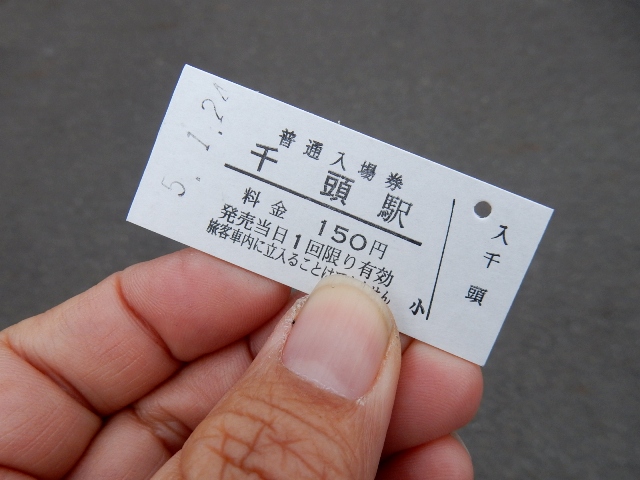 5. 1.24
普通入場券
千頭駅
料金 150円
発売当日1回限り有効
旅客車内に立入ることは
小
入
千
頭